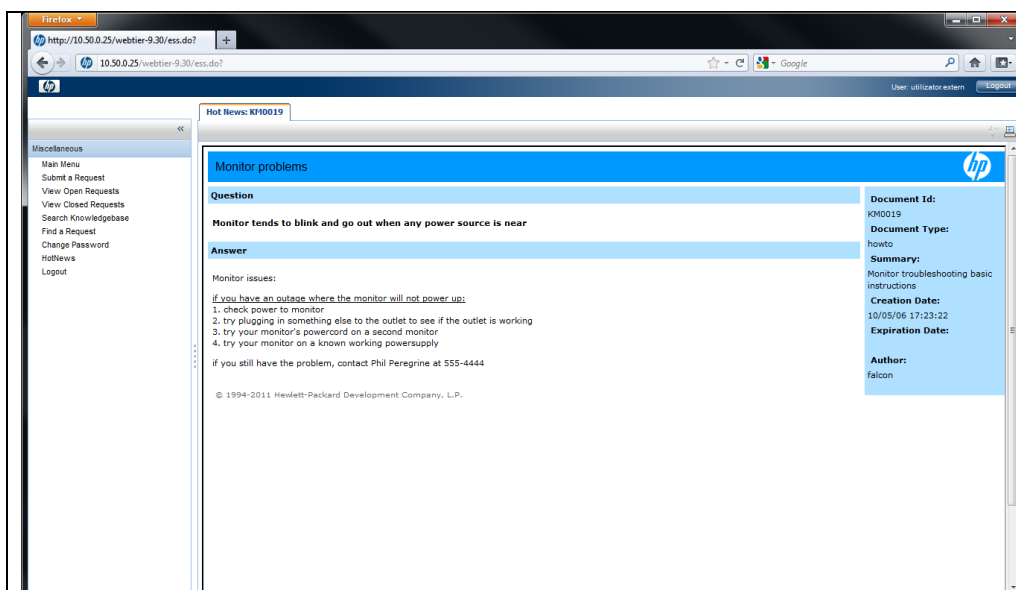 Firefox
http://10.50.0.25/webtier-9.30/ess.do?
10.50.0.25/webtier-9.30/ess.do?
Google
User: utilizator.extern
Logout
Hot News: KM0019
Miscellaneous
Main Menu
Submit a Request
View Open Requests
View Closed Requests
Search Knowledgebase
Find a Request
Change Password
HotNews
Logout
Monitor problems
Question
Monitor tends to blink and go out when any power source is near
Answer
Monitor issues:
if you have an outage where the monitor will not power up:
1. check power to monitor
2. try plugging in something else to the outlet to see if the outlet is working
3. try your monitor's powercord on a second monitor
4. try your monitor on a known working powersupply
if you still have the problem, contact Phil Peregrine at 555-4444
© 1994-2011 Hewlett-Packard Development Company, L.P.
hp
Document Id:
KM0019
Document Type:
howto
Summary:
Monitor troubleshooting basic
instructions
Creation Date:
10/05/06 17:23:22
Expiration Date:
Author:
falcon